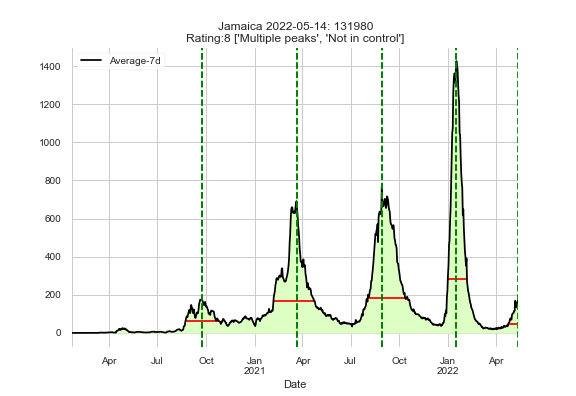 Jamaica 2022-05-14: 131980
Rating:8 ['Multiple peaks', 'Not in control']
Average-7d
1400
1200
1000
800
600
400
200
0
Apr Jul Oct Jan Apr Jul Oct Jan Apr
2021 2022
Date